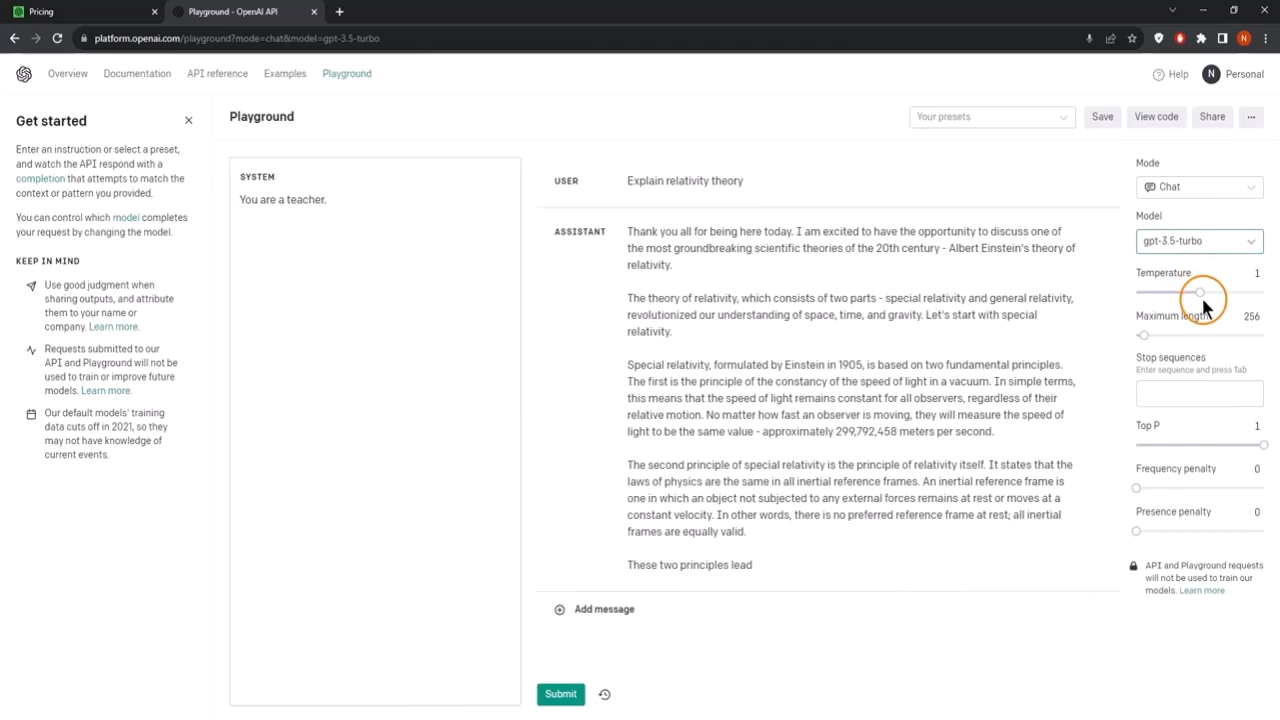 Pricing
Playground - OpenAI API
platform.openai.com/playground?mode=chat&model=gpt-3.5-turbo
N
Overview
Documentation
API reference
Examples
Playground
Help
N
Personal
Get started
Enter an instruction or select a preset,
and watch the API respond with a
completion that attempts to match the
context or pattern you provided.
You can control which model completes
your request by changing the model.
KEEP IN MIND
Use good judgment when
sharing outputs, and attribute
them to your name or
company. Learn more.
Requests submitted to our
API and Playground will not be
used to train or improve future
models. Learn more.
Our default models' training
data cuts off in 2021, so they
may not have knowledge of
current events.
Playground
Your presets
Save
View code
Share
...
SYSTEM
You are a teacher.
USER
Explain relativity theory
ASSISTANT
Thank you all for being here today. I am excited to have the opportunity to discuss one of
the most groundbreaking scientific theories of the 20th century - Albert Einstein's theory of
relativity.
The theory of relativity, which consists of two parts - special relativity and general relativity,
revolutionized our understanding of space, time, and gravity. Let's start with special
relativity.
Special relativity, formulated by Einstein in 1905, is based on two fundamental principles.
The first is the principle of the constancy of the speed of light in a vacuum. In simple terms,
this means that the speed of light remains constant for all observers, regardless of their
relative motion. No matter how fast an observer is moving, they will measure the speed of
light to be the same value - approximately 299,792,458 meters per second.
The second principle of special relativity is the principle of relativity itself. It states that the
laws of physics are the same in all inertial reference frames. An inertial reference frame is
one in which an object not subjected to any external forces remains at rest or moves at a
constant velocity. In other words, there is no preferred reference frame at rest; all inertial
frames are equally valid.
These two principles lead
Add message
Submit
Mode
Chat
Model
gpt-3.5-turbo
Temperature 1
Maximum length 256
Stop sequences
Enter sequence and press Tab
Top P 1
Frequency penalty 0
Presence penalty 0
API and Playground requests
will not be used to train our
models. Learn more